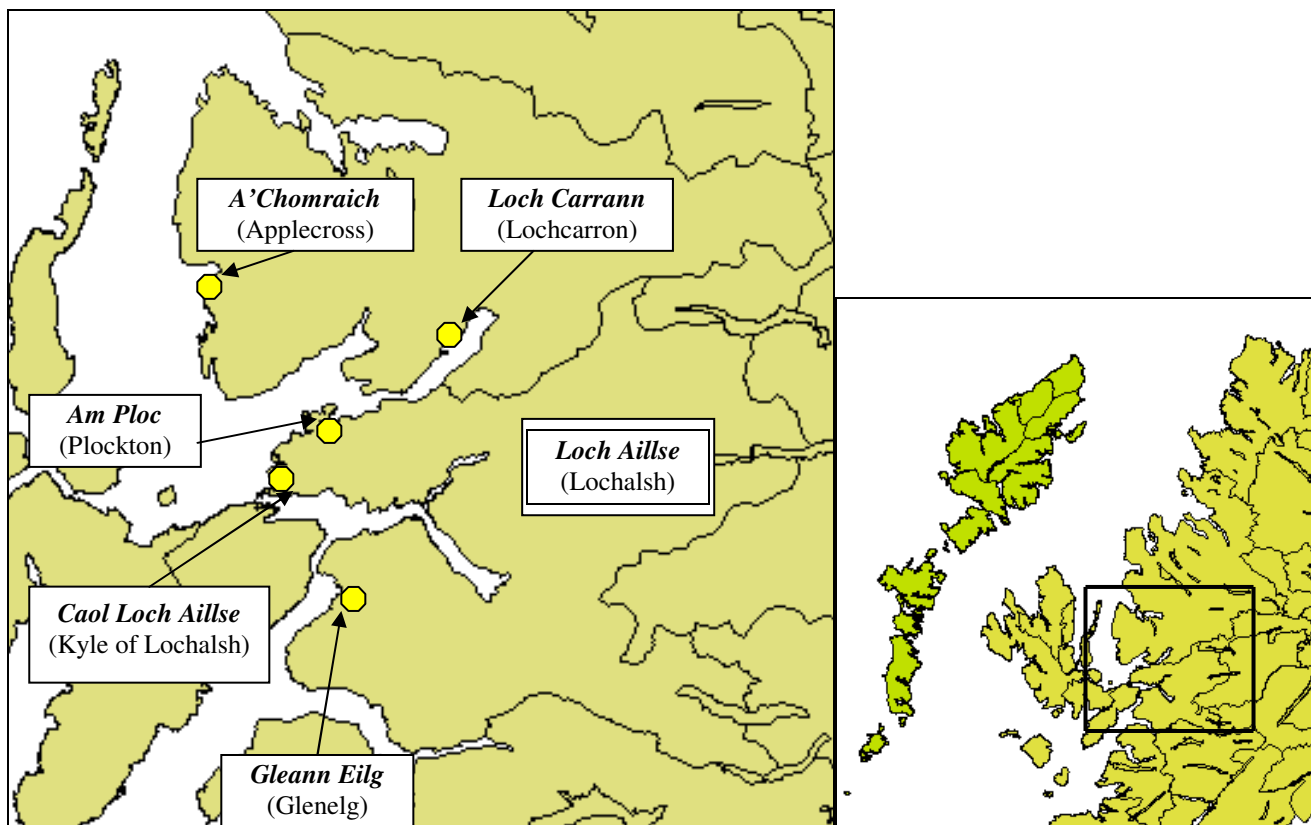 A'Chomraich
(Applecross)
Loch Carrann
(Lochcarron)
Am Ploc
(Plockton)
Loch Aillse
(Lochalsh)
Caol Loch Aillse
(Kyle of Lochalsh)
Gleann Eilg
(Glenelg)